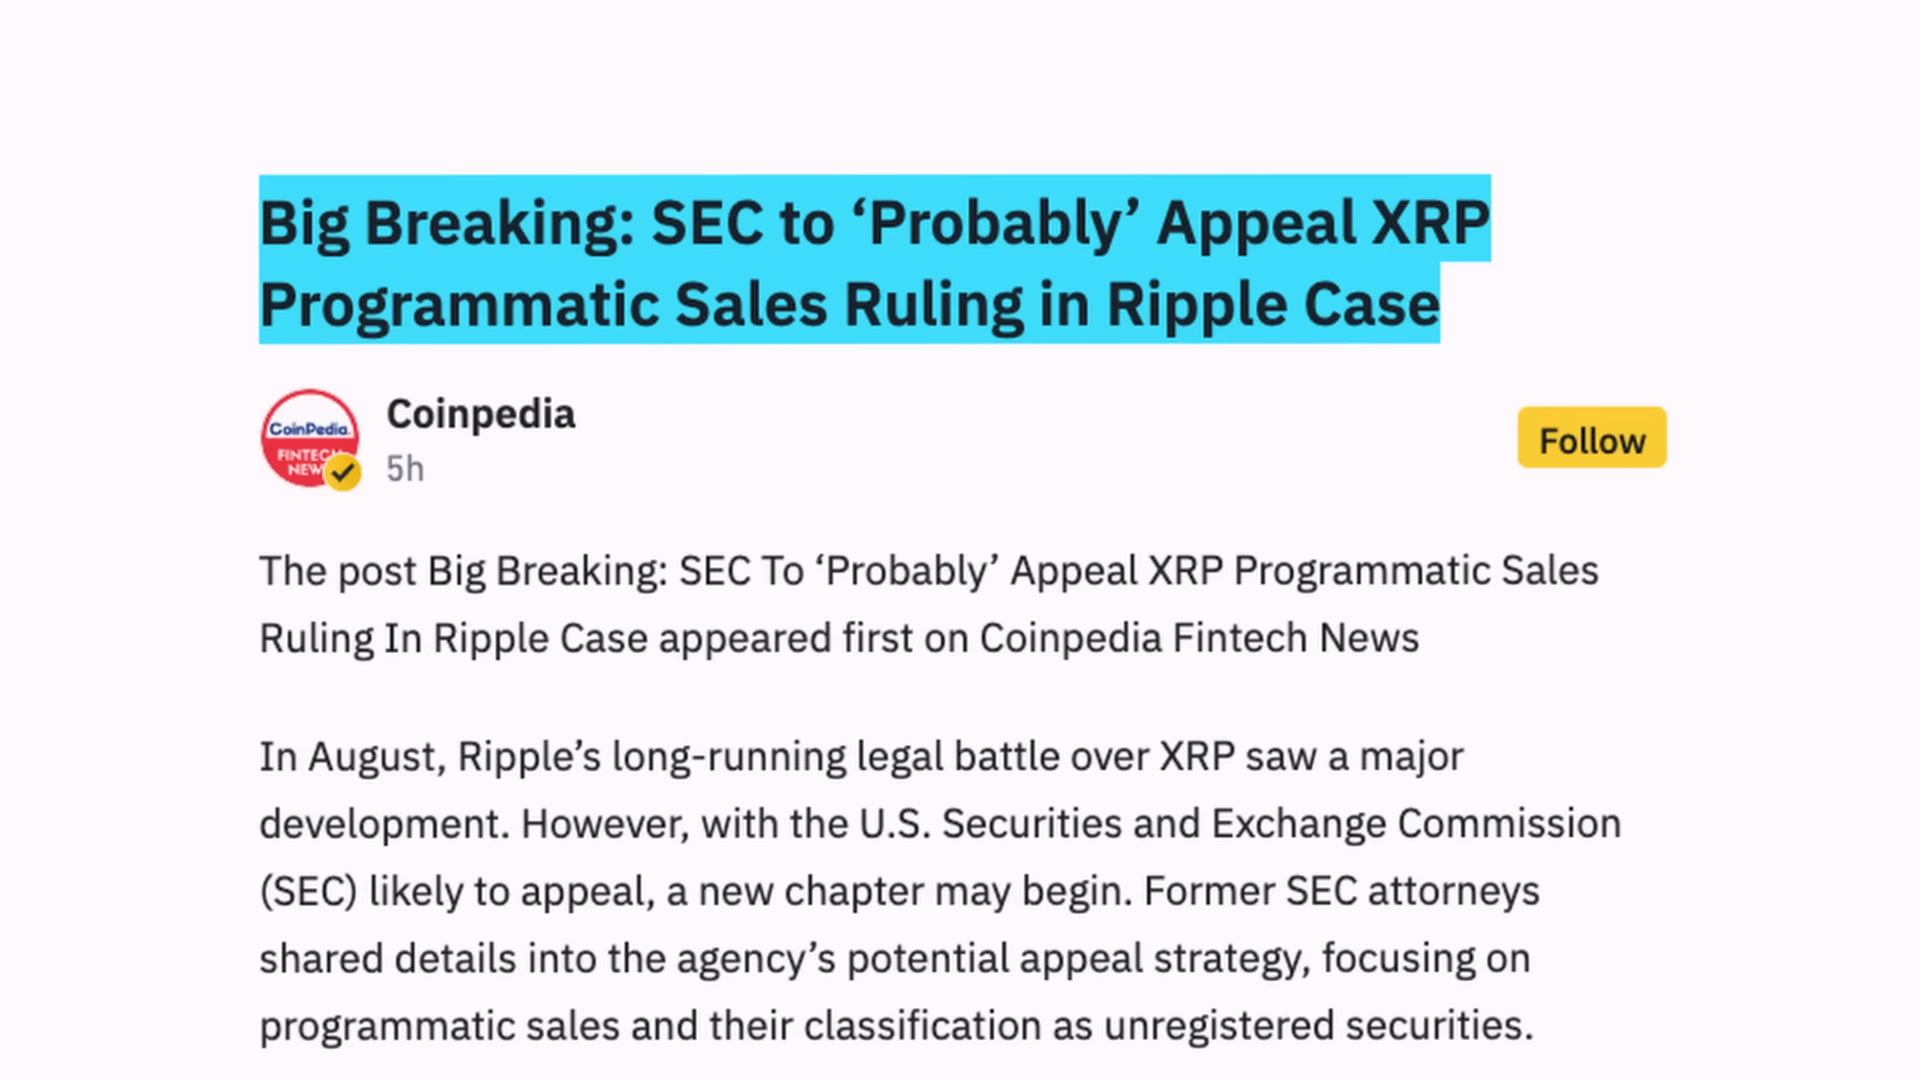 Big Breaking: SEC to ‘Probably’ Appeal XRP
Programmatic Sales Ruling in Ripple Case
Coinpedia
5h
CoinPedia
FINTECH
NEWS
Follow
The post Big Breaking: SEC To ‘Probably’ Appeal XRP Programmatic Sales
Ruling In Ripple Case appeared first on Coinpedia Fintech News
In August, Ripple’s long-running legal battle over XRP saw a major
development. However, with the U.S. Securities and Exchange Commission
(SEC) likely to appeal, a new chapter may begin. Former SEC attorneys
shared details into the agency’s potential appeal strategy, focusing on
programmatic sales and their classification as unregistered securities.